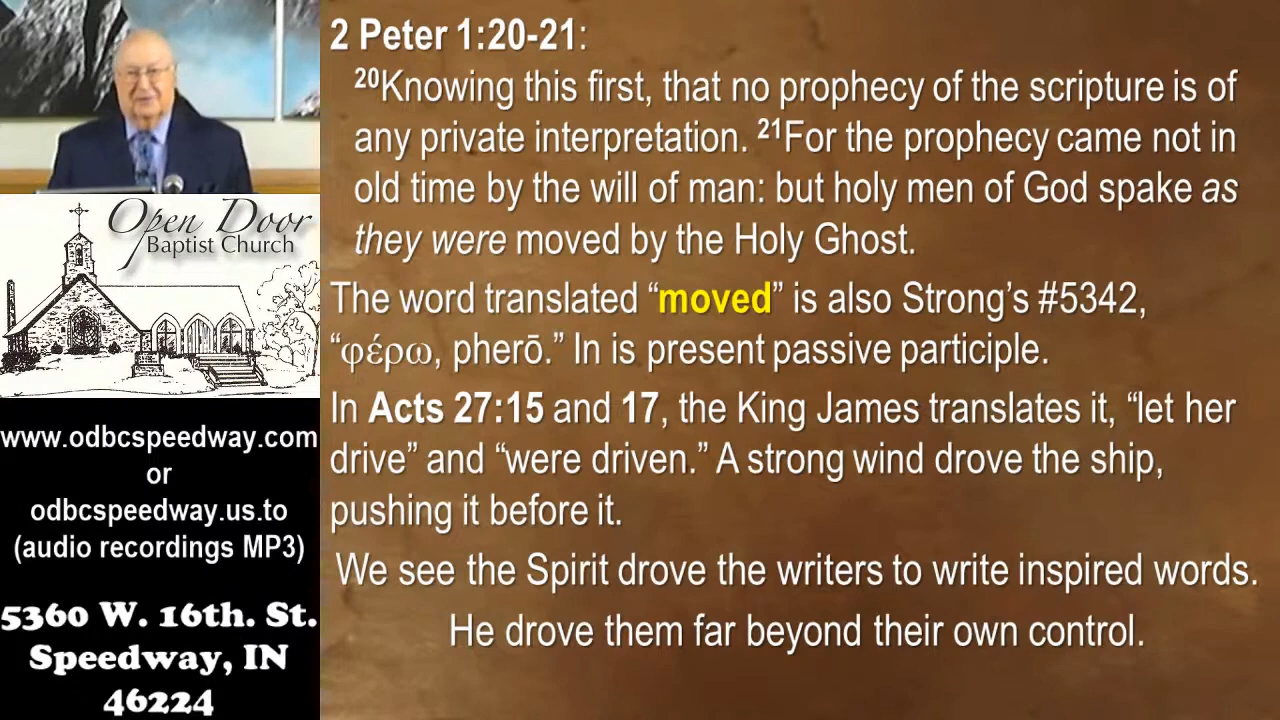 Open Door
Baptist Church
www.odbcspeedway.com
or
odbcspeedway.us.to
(audio recordings MP3)
5360 W. 16th. St.
Speedway, IN
46224
2 Peter 1:20-21:
20Knowing this first, that no prophecy of the scripture is of
any private interpretation. 21For the prophecy came not in
old time by the will of man: but holy men of God spake as
they were moved by the Holy Ghost.
The word translated “moved” is also Strong’s #5342,
“φέρω, pherō.” In is present passive participle.
In Acts 27:15 and 17, the King James translates it, “let her
drive” and “were driven.” A strong wind drove the ship,
pushing it before it.
We see the Spirit drove the writers to write inspired words.
He drove them far beyond their own control.